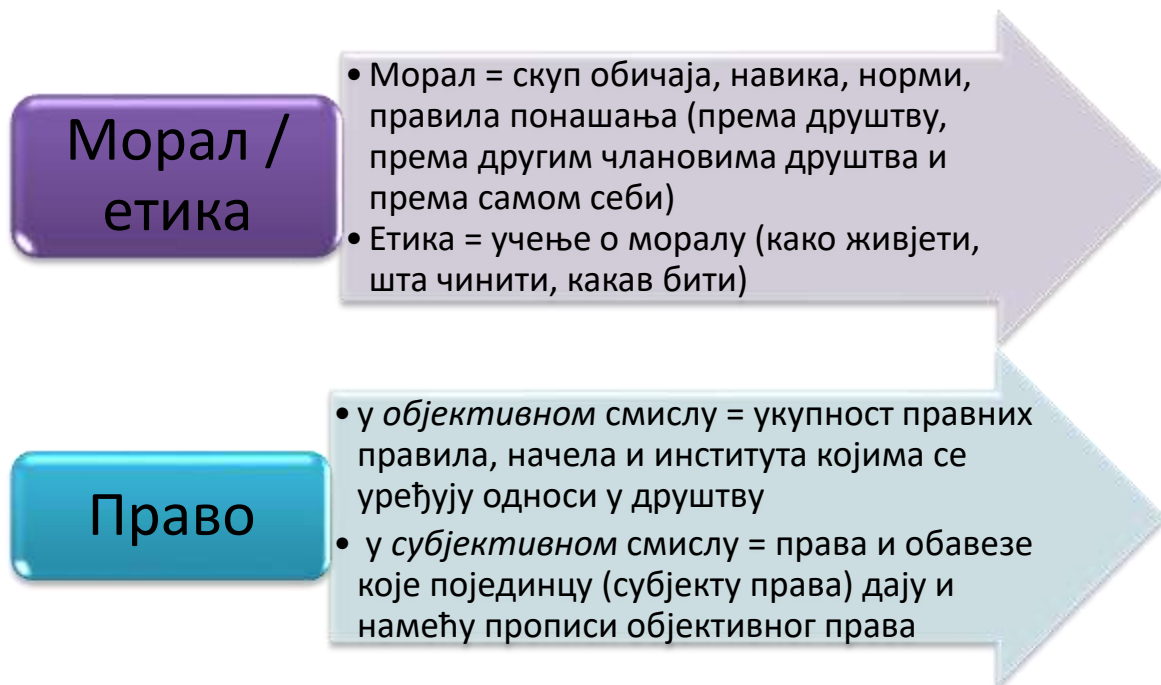 Морал /
етика
• Морал = скуп обичаја, навика, норми,
правила понашања (према друштву,
према другим члановима друштва и
према самом себи)
• Етика = учење о моралу (како живјети,
шта чинити, какав бити)
Право
• у објективном смислу = укупност правних
правила, начела и института којима се
уређују односи у друштву
• у субјективном смислу = права и обавезе
које појединцу (субјекту права) дају и
намећу прописи објективног права